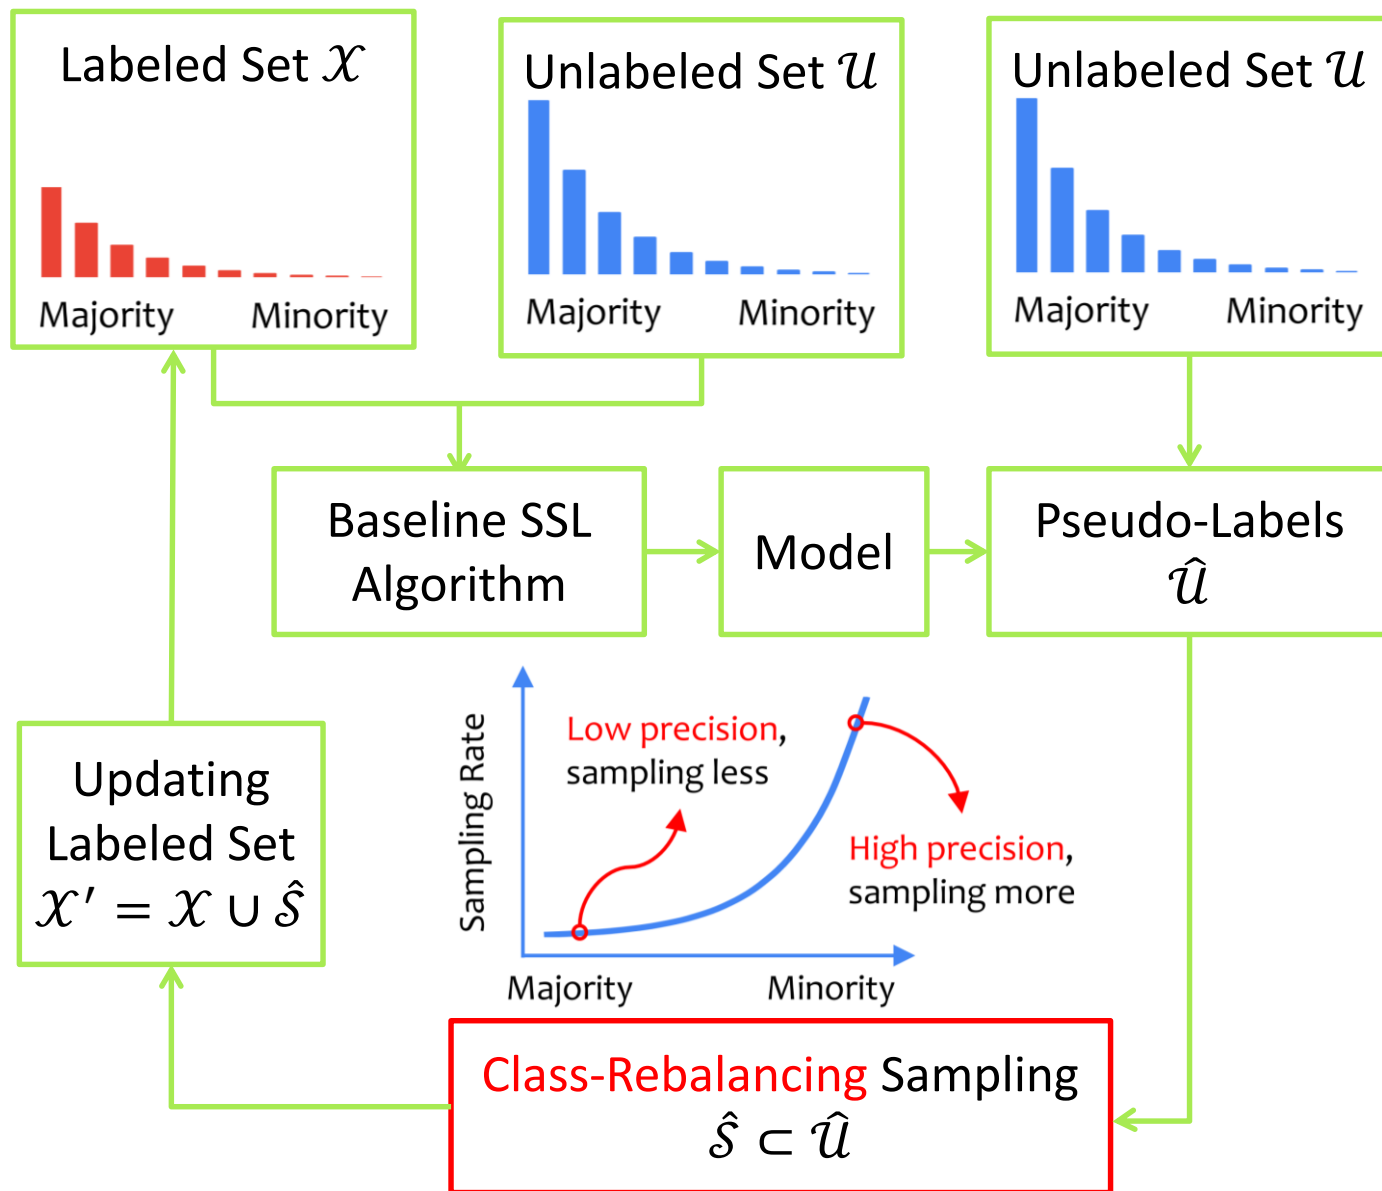 Labeled Set 𝒳
Majority Minority
Unlabeled Set 𝒰
Majority Minority
Unlabeled Set 𝒰
Majority Minority
Baseline SSL
Algorithm
Model
Pseudo-Labels
𝒰̂
Sampling Rate
Low precision,
sampling less
High precision,
sampling more
Majority Minority
Updating
Labeled Set
𝒳′ = 𝒳 ∪ 𝒮̂
Class-Rebalancing Sampling
𝒮̂ ⊂ 𝒰̂